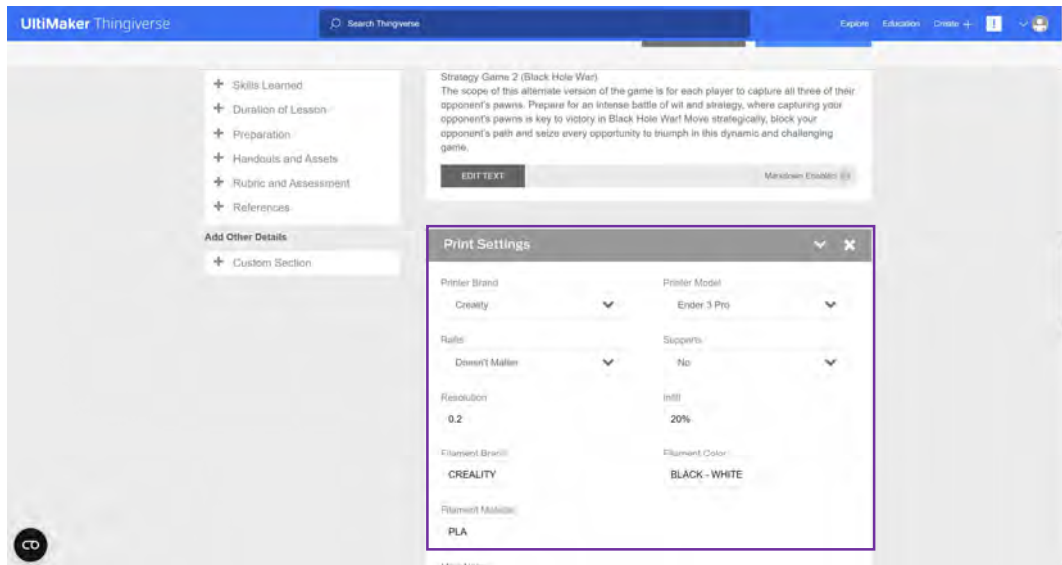 UltiMaker Thingiverse
Search Thingiverse
Explore Education Create + !
+ Skills Learned
+ Duration of Lesson
+ Preparation
+ Handouts and Assets
+ Rubric and Assessment
+ References
Add Other Details
+ Custom Section
Strategy Game 2 (Black Hole War)
The scope of this alternate version of the game is for each player to capture all three of their
opponent's pawns. Prepare for an intense battle of wit and strategy, where capturing your
opponent's pawns is key to victory in Black Hole War! Move strategically, block your
opponent's path and seize every opportunity to triumph in this dynamic and challenging
game.
EDIT TEXT
Markdown Enabled
Print Settings
Printer Brand
Creality
Printer Model
Ender 3 Pro
Rafts
Doesn't Matter
Supports
No
Resolution
0.2
Infill
20%
Filament Brand
CREALITY
Filament Color
BLACK - WHITE
Filament Material
PLA